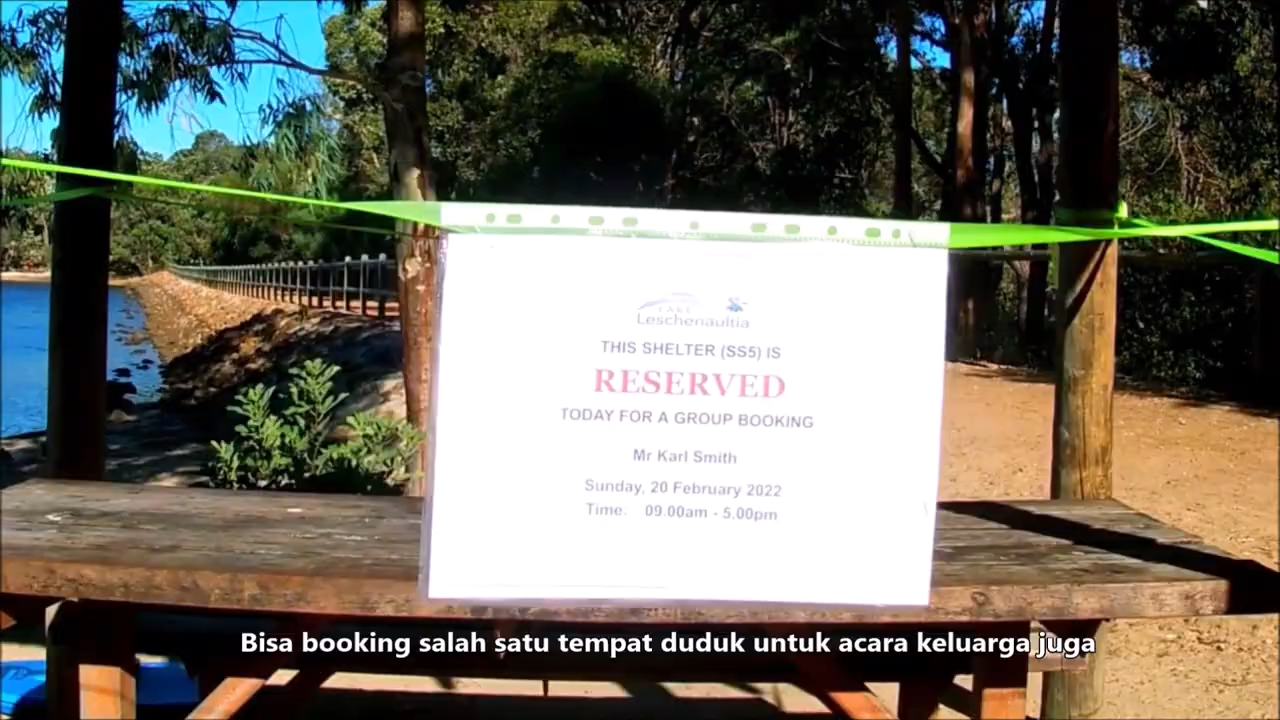 LAKE
Leschenaultia
THIS SHELTER (SS5) IS
RESERVED
TODAY FOR A GROUP BOOKING
Mr Karl Smith
Sunday, 20 February 2022
Time: 09.00am - 5.00pm
Bisa booking salah satu tempat duduk untuk acara keluarga juga